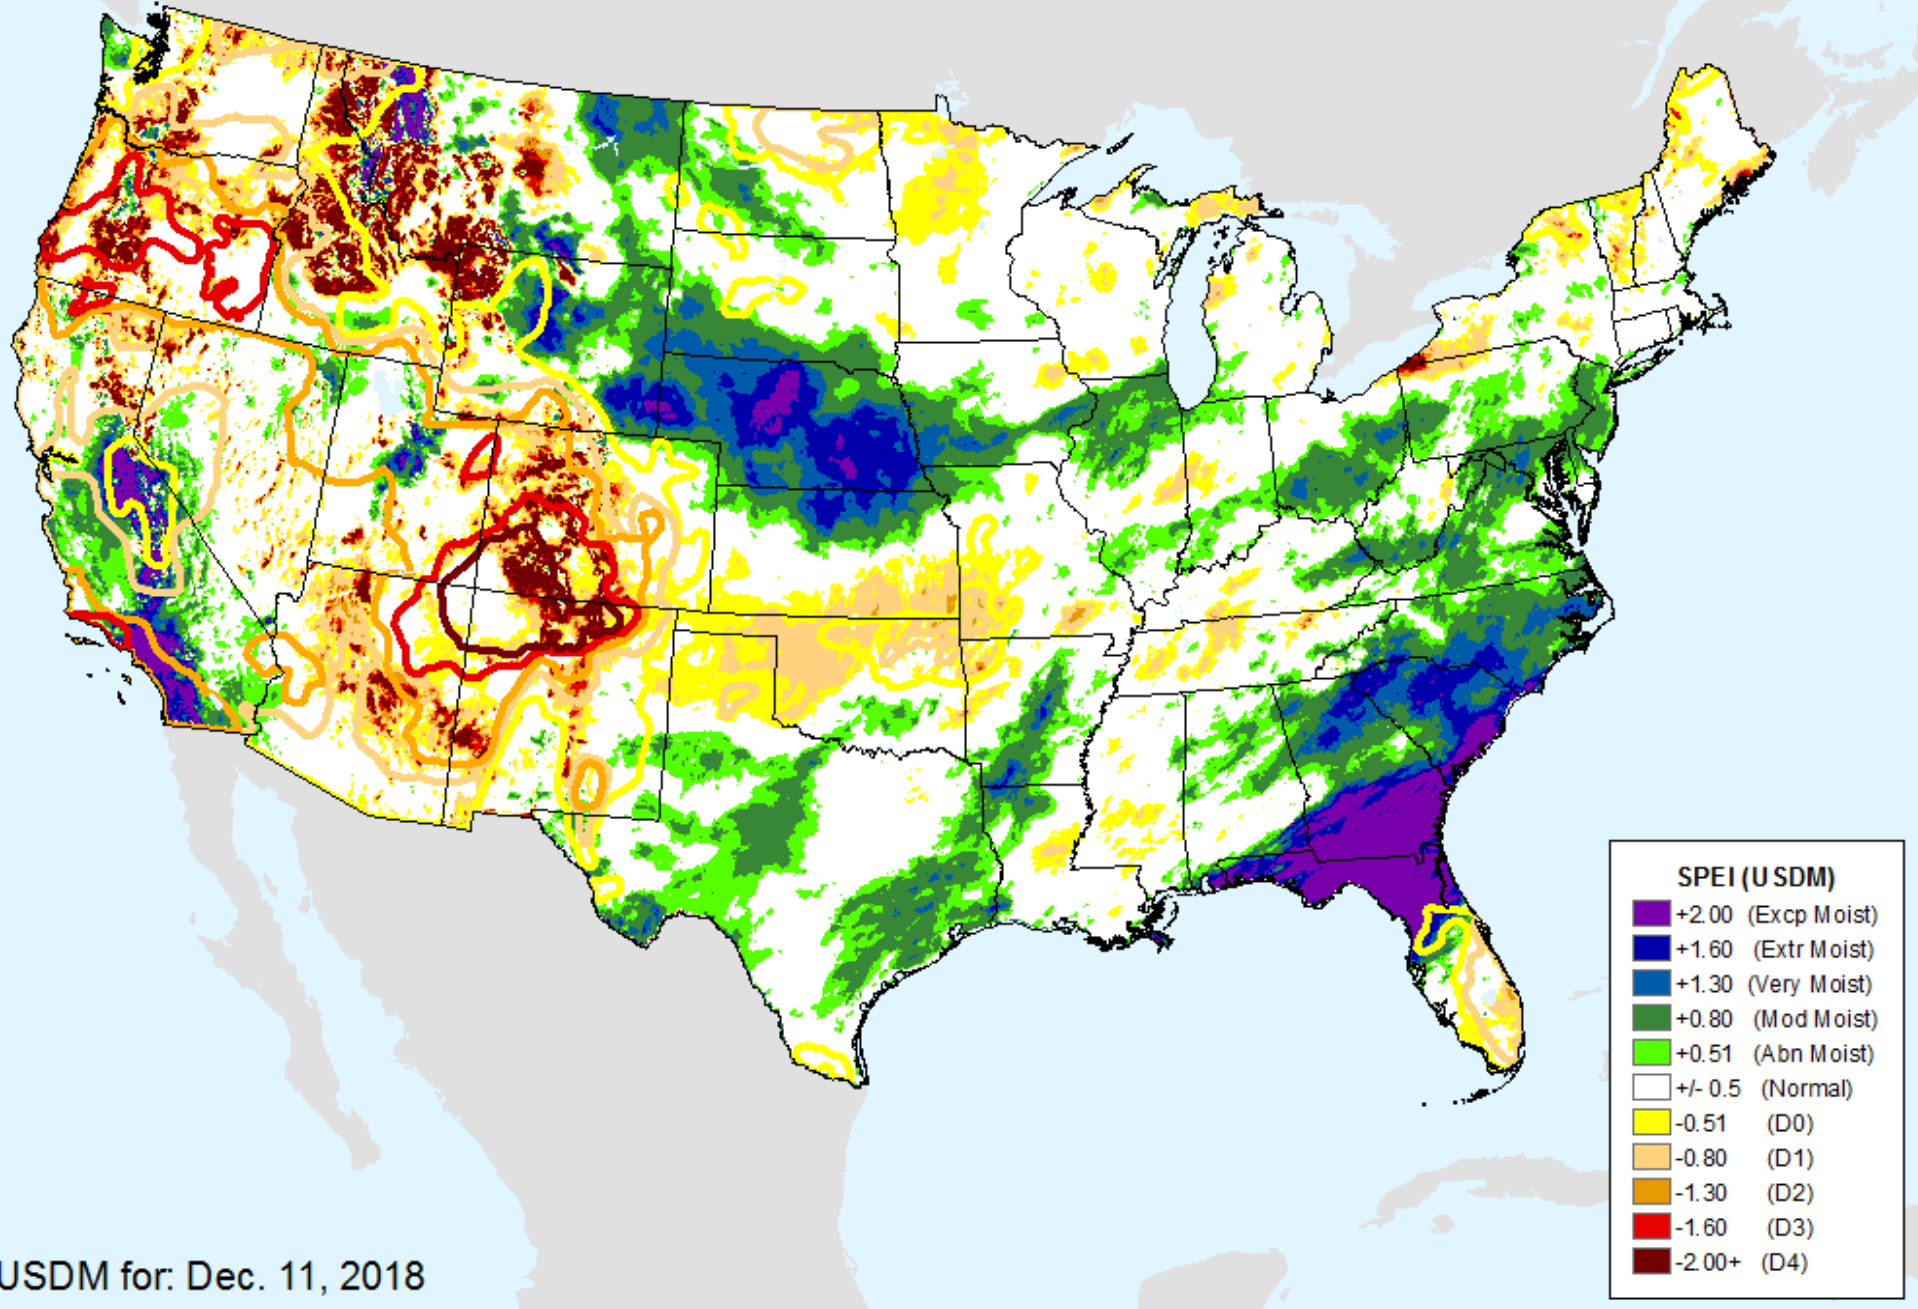 SPEI (USDM)
+2.00 (Excp Moist)
+1.60 (Extr Moist)
+1.30 (Very Moist)
+0.80 (Mod Moist)
+0.51 (Abn Moist)
+/- 0.5 (Normal)
-0.51 (D0)
-0.80 (D1)
-1.30 (D2)
-1.60 (D3)
-2.00+ (D4)
USDM for: Dec. 11, 2018